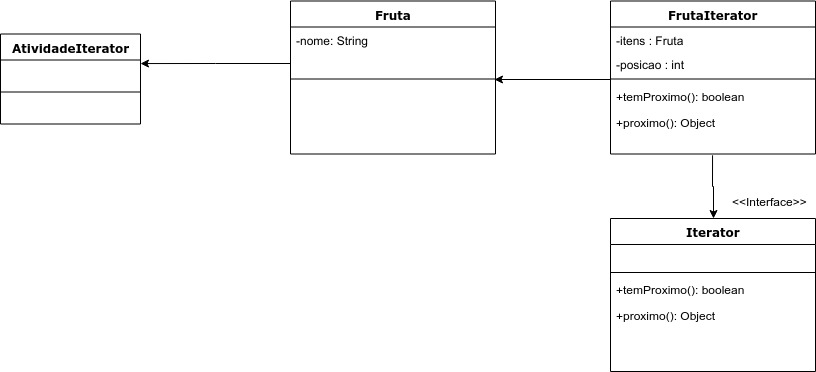 AtividadeIterator
Fruta
-nome: String
FrutaIterator
-itens : Fruta
-posicao : int
+temProximo(): boolean
+proximo(): Object
<<Interface>>
Iterator
+temProximo(): boolean
+proximo(): Object